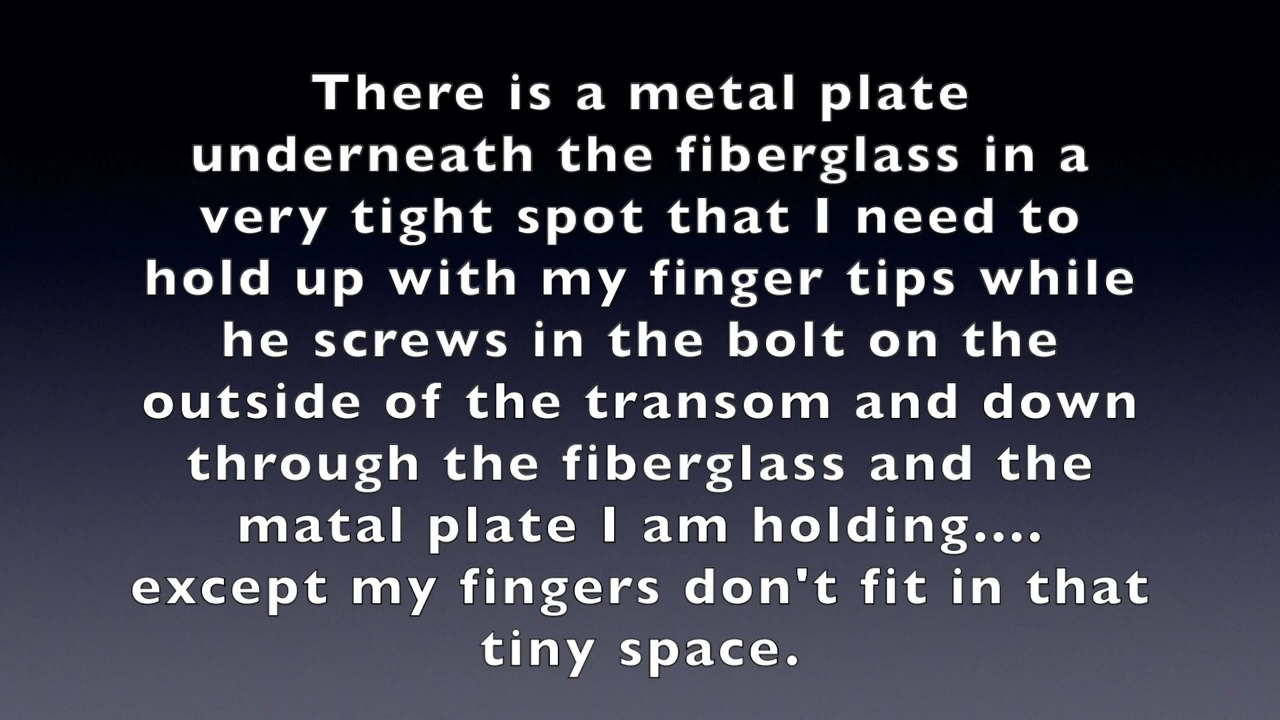 There is a metal plate
underneath the fiberglass in a
very tight spot that I need to
hold up with my finger tips while
he screws in the bolt on the
outside of the transom and down
through the fiberglass and the
matal plate I am holding....
except my fingers don't fit in that
tiny space.